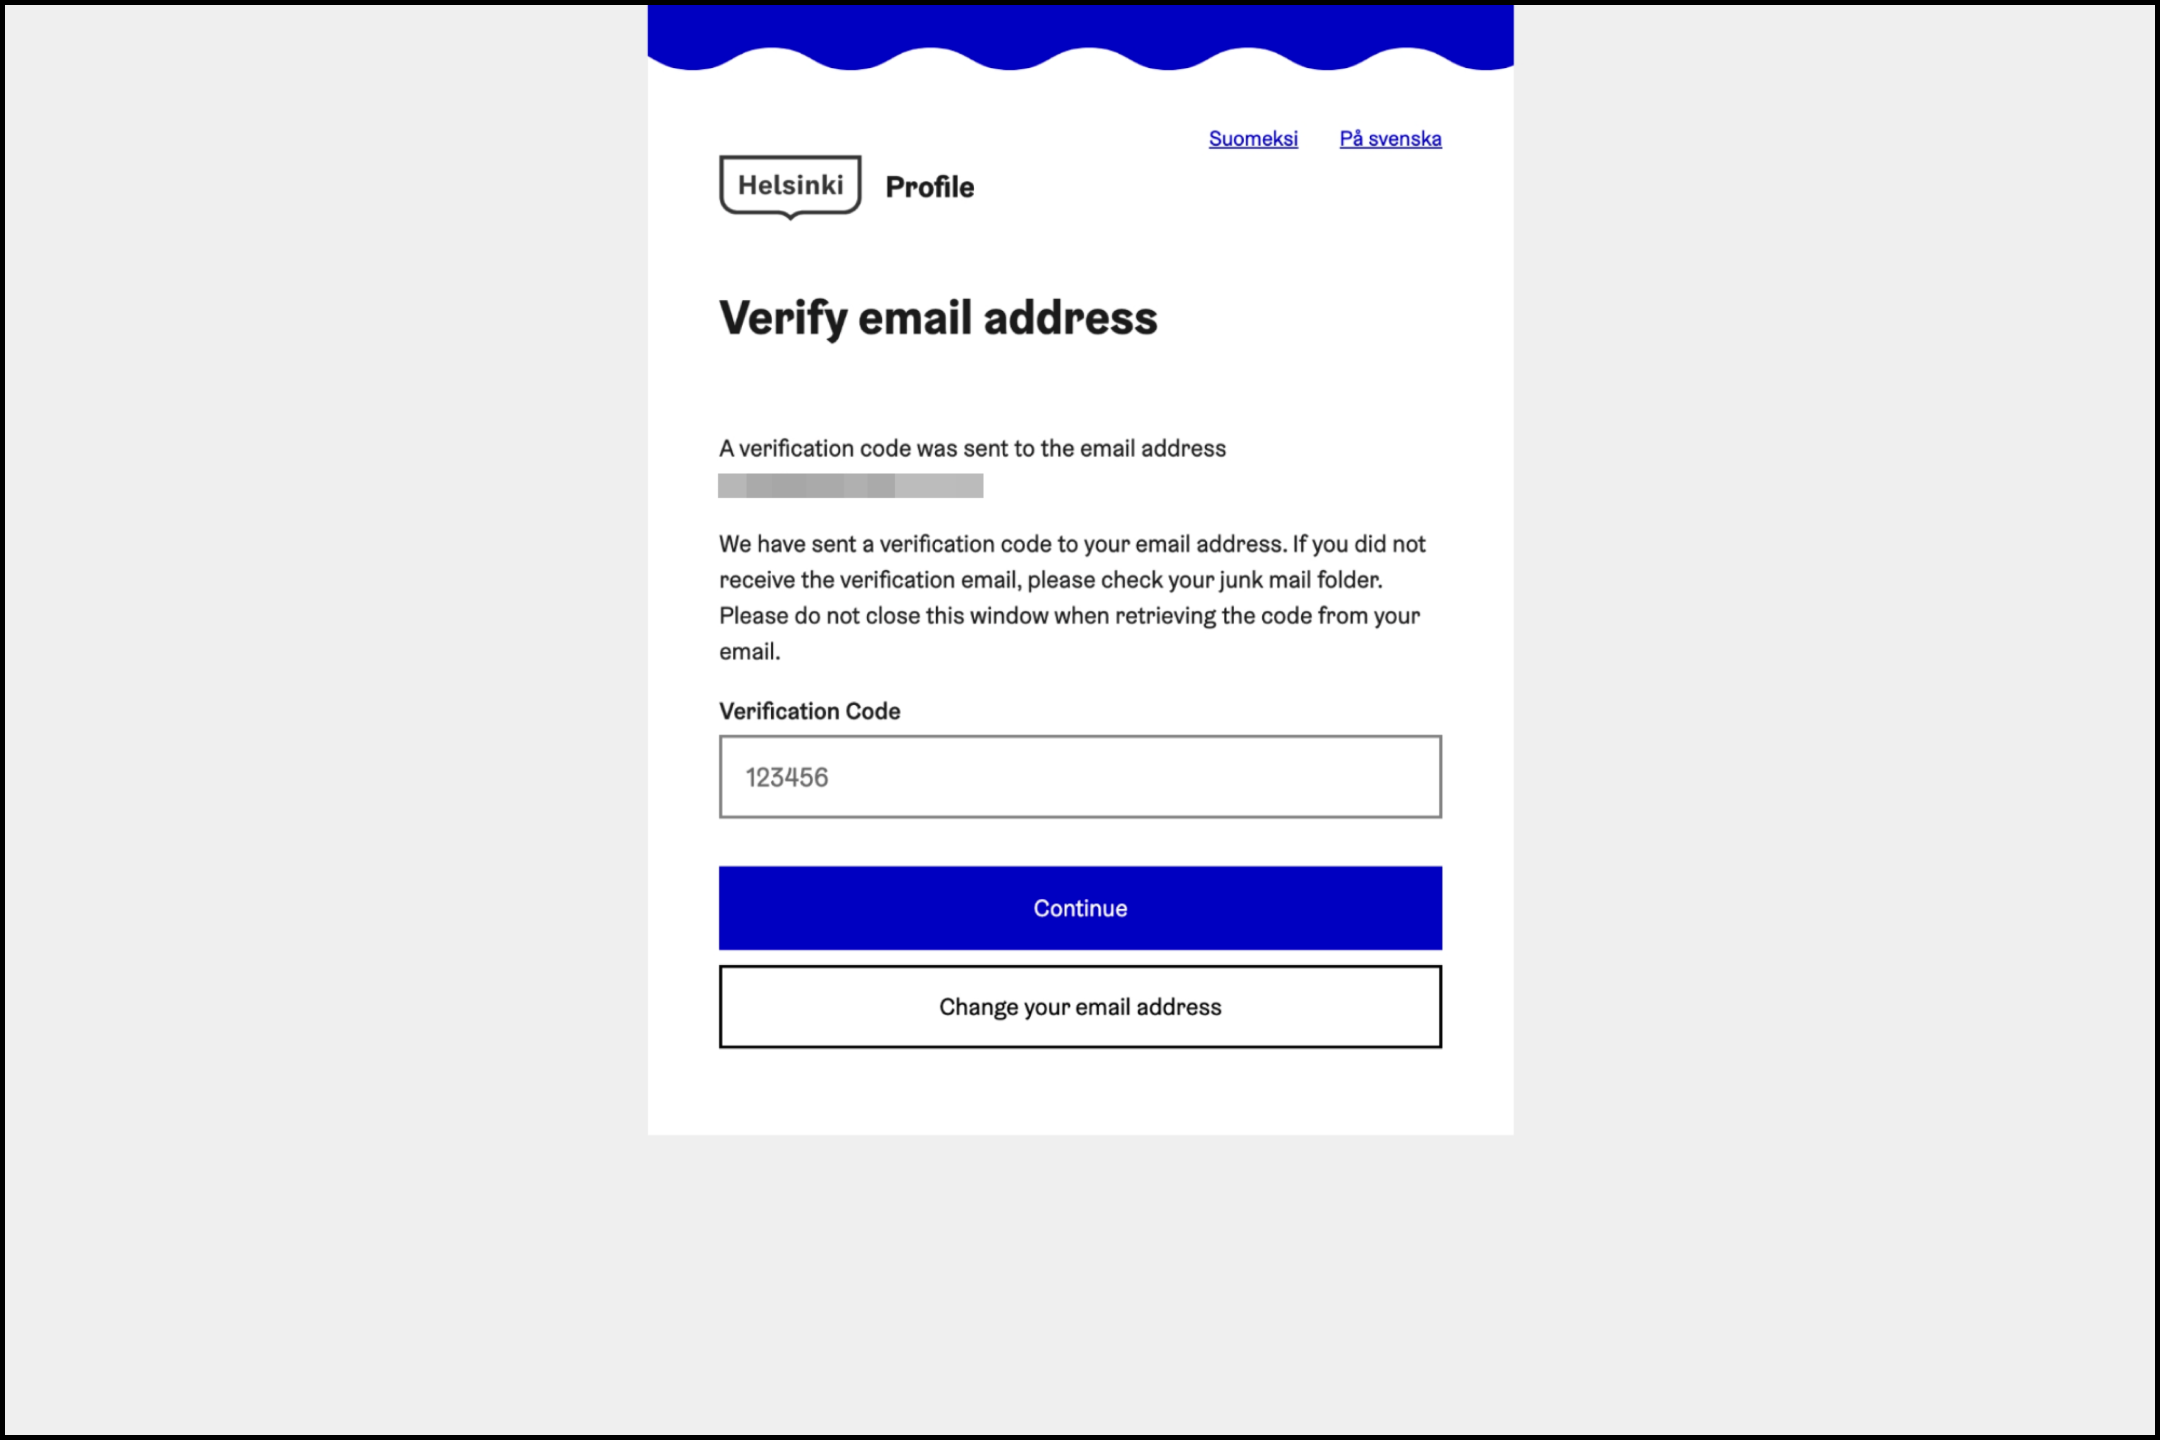 Suomeksi På svenska
Helsinki Profile
Verify email address
A verification code was sent to the email address
We have sent a verification code to your email address. If you did not
receive the verification email, please check your junk mail folder.
Please do not close this window when retrieving the code from your
email.
Verification Code
123456
Continue
Change your email address